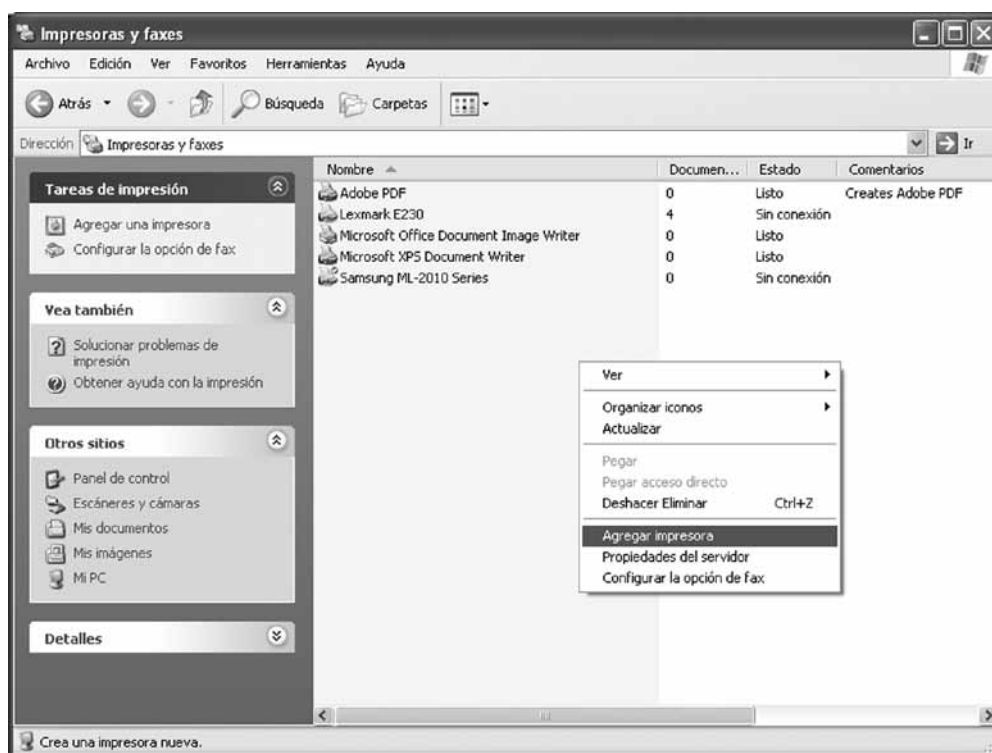 Impresoras y faxes
Archivo Edición Ver Favoritos Herramientas Ayuda
Atrás Búsqueda Carpetas
Dirección Impresoras y faxes Ir
Tareas de impresión
Agregar una impresora
Configurar la opción de fax
Vea también
Solucionar problemas de
impresión
Obtener ayuda con la impresión
Otros sitios
Panel de control
Escáneres y cámaras
Mis documentos
Mis imágenes
Mi PC
Detalles
Nombre Documen... Estado Comentarios
Adobe PDF 0 Listo Creates Adobe PDF
Lexmark E230 4 Sin conexión
Microsoft Office Document Image Writer 0 Listo
Microsoft XPS Document Writer 0 Listo
Samsung ML-2010 Series 0 Sin conexión
Ver
Organizar iconos
Actualizar
Pegar
Pegar acceso directo
Deshacer Eliminar Ctrl+Z
Agregar impresora
Propiedades del servidor
Configurar la opción de fax
Crea una impresora nueva.